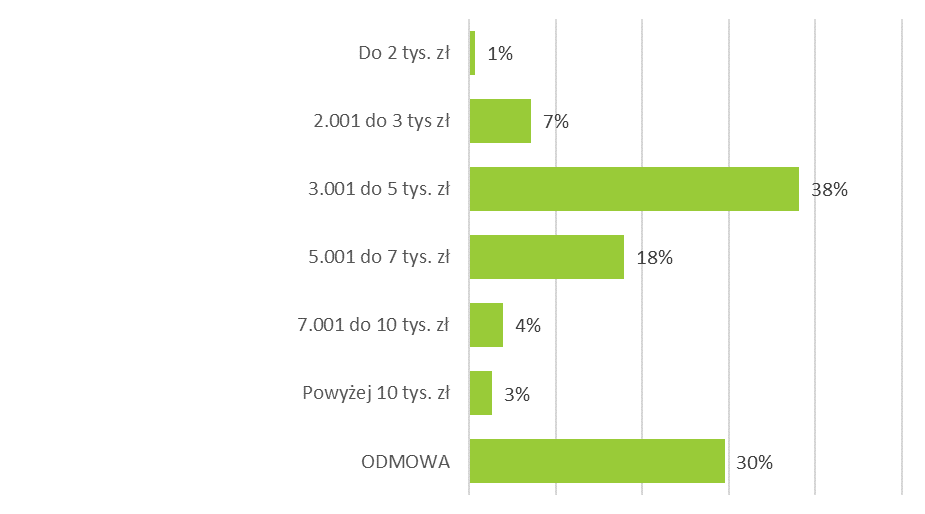 Do 2 tys. zł 1%
2.001 do 3 tys zł 7%
3.001 do 5 tys. zł 38%
5.001 do 7 tys. zł 18%
7.001 do 10 tys. zł 4%
Powyżej 10 tys. zł 3%
ODMOWA 30%